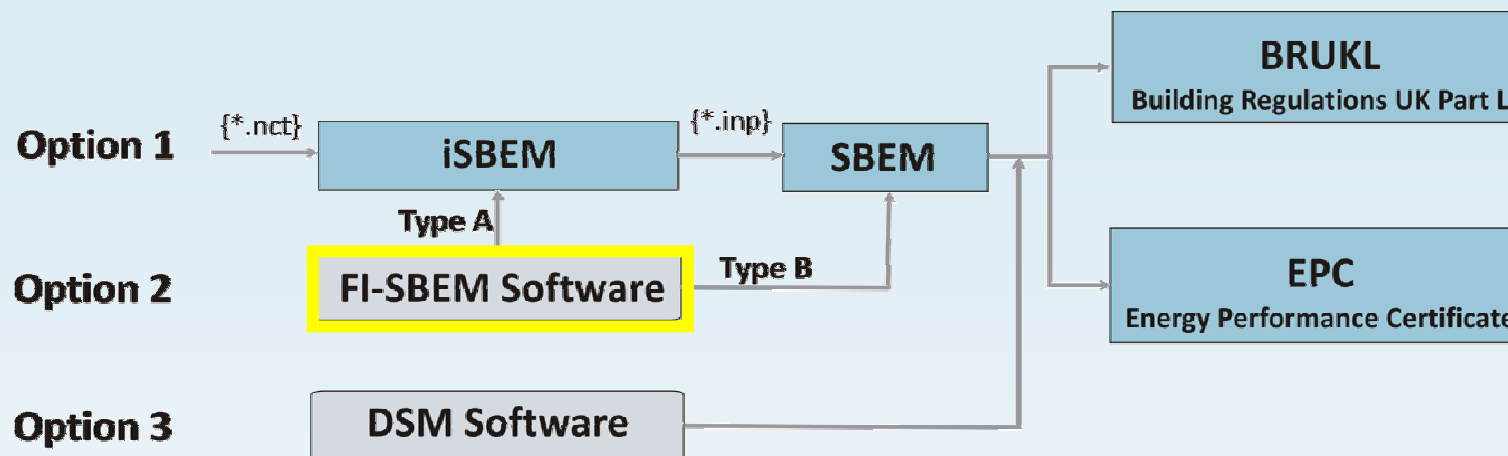 BRUKL
Building Regulations UK Part L
Option 1
{*.nct}
iSBEM
{*.inp}
SBEM
Type A
Option 2
FI-SBEM Software
Type B
EPC
Energy Performance Certificate
Option 3
DSM Software